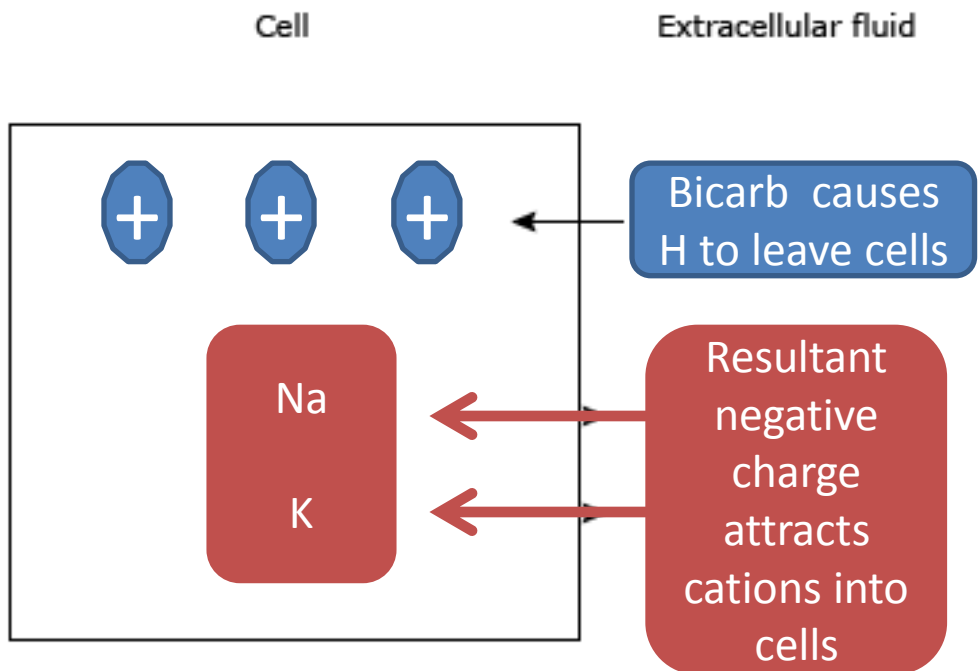 Cell Extracellular fluid
+ + +
Bicarb causes
H to leave cells
Na
K
Resultant
negative
charge
attracts
cations into
cells